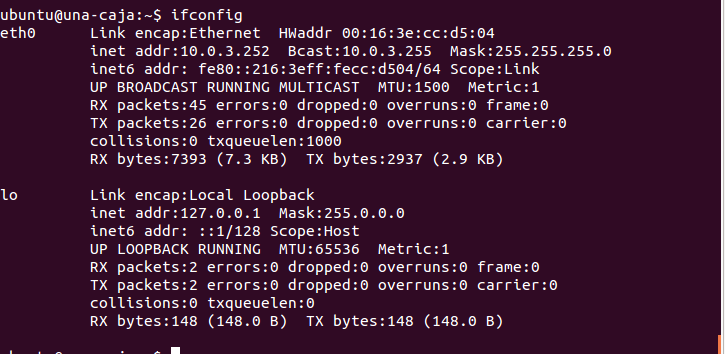 ubuntu@una-caja:~$ ifconfig
eth0      Link encap:Ethernet  HWaddr 00:16:3e:cc:d5:04
          inet addr:10.0.3.252  Bcast:10.0.3.255  Mask:255.255.255.0
          inet6 addr: fe80::216:3eff:fecc:d504/64 Scope:Link
          UP BROADCAST RUNNING MULTICAST  MTU:1500  Metric:1
          RX packets:45 errors:0 dropped:0 overruns:0 frame:0
          TX packets:26 errors:0 dropped:0 overruns:0 carrier:0
          collisions:0 txqueuelen:1000
          RX bytes:7393 (7.3 KB)  TX bytes:2937 (2.9 KB)

lo        Link encap:Local Loopback
          inet addr:127.0.0.1  Mask:255.0.0.0
          inet6 addr: ::1/128 Scope:Host
          UP LOOPBACK RUNNING  MTU:65536  Metric:1
          RX packets:2 errors:0 dropped:0 overruns:0 frame:0
          TX packets:2 errors:0 dropped:0 overruns:0 carrier:0
          collisions:0 txqueuelen:0
          RX bytes:148 (148.0 B)  TX bytes:148 (148.0 B)